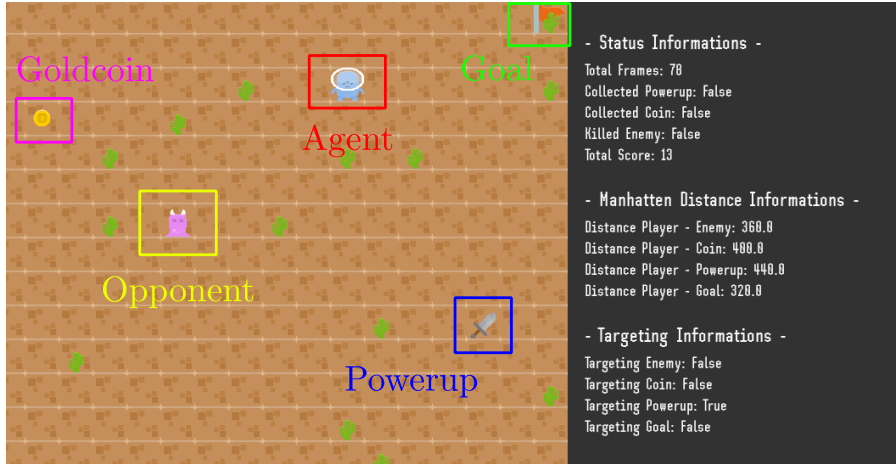 Goldcoin
Goal
Agent
Opponent
Powerup
- Status Informations -
Total Frames: 78
Collected Powerup: False
Collected Coin: False
Killed Enemy: False
Total Score: 13
- Manhatten Distance Informations -
Distance Player - Enemy: 360.0
Distance Player - Coin: 400.0
Distance Player - Powerup: 440.0
Distance Player - Goal: 320.0
- Targeting Informations -
Targeting Enemy: False
Targeting Coin: False
Targeting Powerup: True
Targeting Goal: False